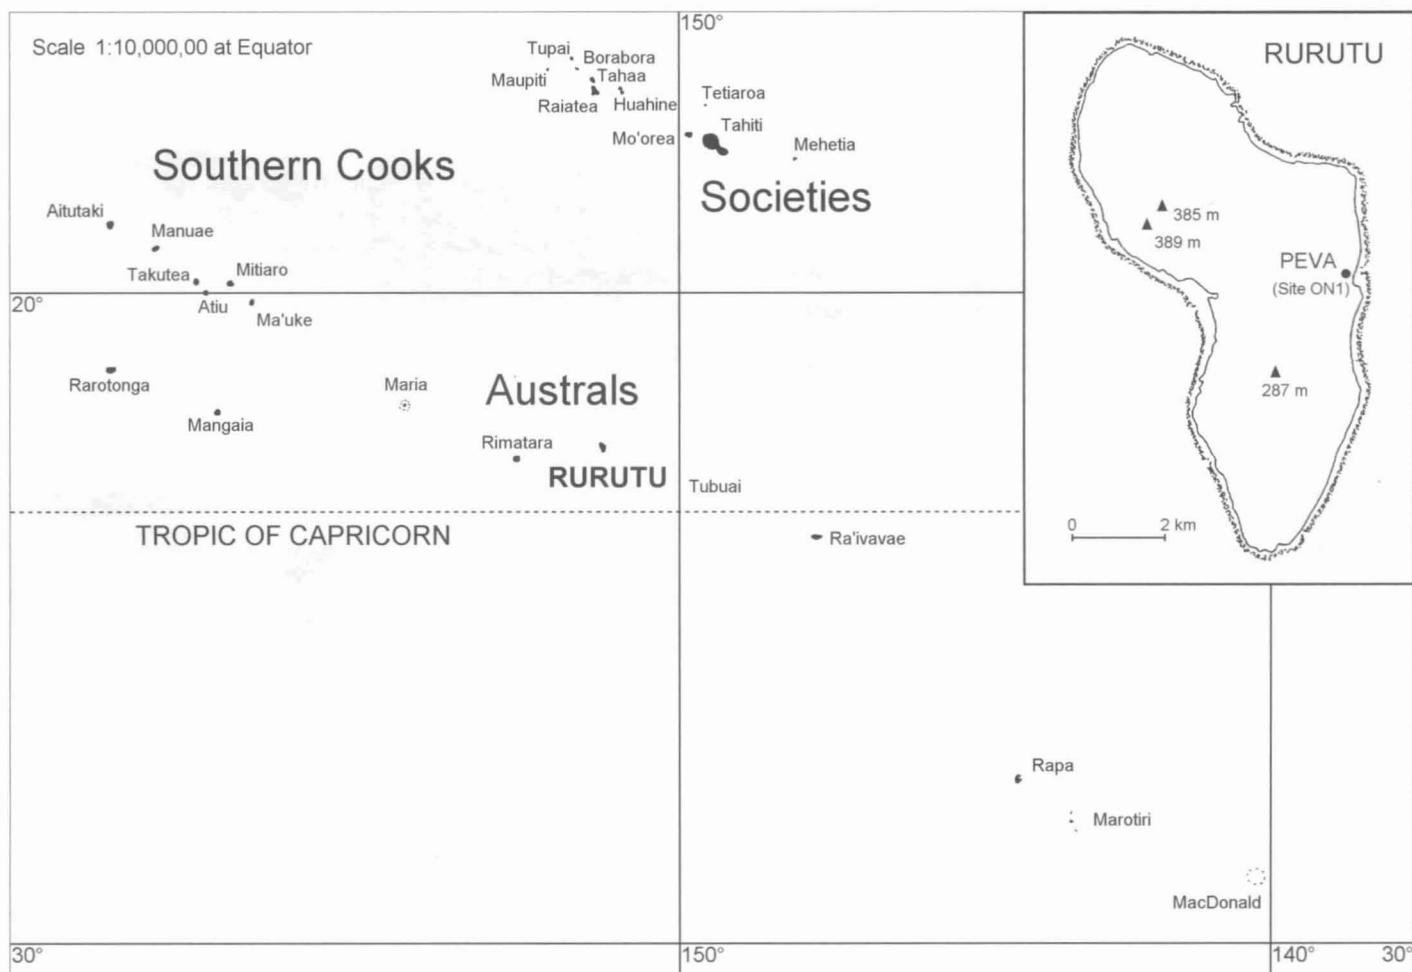 Scale 1:10,000,00 at Equator
150°
RURUTU
Tupai
Borabora
Maupiti
Tahaa
Raiatea
Huahine
Tetiaroa
Mo'orea
Tahiti
Mehetia
Southern Cooks
Societies
Aitutaki
Manuae
Takutea
Mitiaro
Atiu
Ma'uke
20°
385 m
389 m
PEVA
(Site ON1)
287 m
0 2 km
Rarotonga
Mangaia
Maria
Australs
Rimatara
RURUTU
Tubuai
TROPIC OF CAPRICORN
Ra'ivavae
Rapa
Marotiri
MacDonald
30°
150°
140°
30°